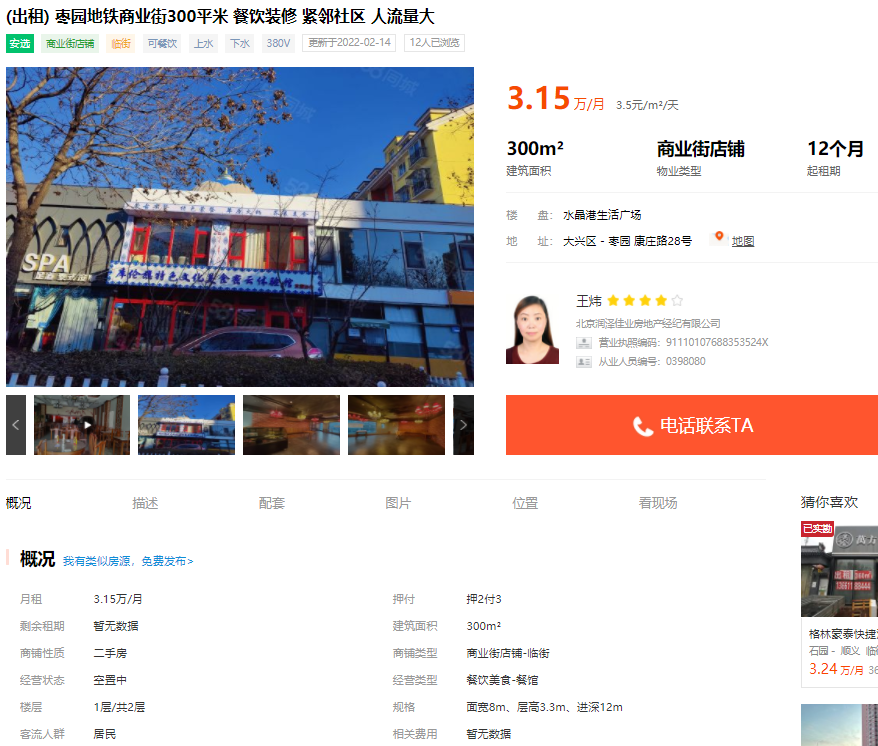 (出租) 枣园地铁商业街300平米 餐饮装修 紧邻社区 人流量大
安选 商业街店铺 临街 可餐饮 上水 下水 380V 更新于2022-02-14 12人已浏览
SPA
库伦旗特色文化美食
3.15 万/月 3.5元/m²/天
300m² 商业街店铺 12个月
建筑面积 物业类型 起租期
楼 盘: 水晶港生活广场
地 址: 大兴区 - 枣园 康庄路28号 地图
王炜
北京润泽佳业房地产经纪有限公司
营业执照编码: 91110107688353524X
从业人员编号: 0398080
电话联系TA
概况 描述 配套 图片 位置 看现场
猜你喜欢
概况 我有类似房源，免费发布>
月租 3.15万/月 押付 押2付3
剩余租期 暂无数据 建筑面积 300m²
商铺性质 二手房 商铺类型 商业街店铺-临街
经营状态 空置中 经营类型 餐饮美食-餐馆
楼层 1层/共2层 规格 面宽8m、层高3.3m、进深12m
客流人群 居民 相关费用 暂无数据
已实勘
格林豪泰快捷
石园 - 顺义 临街
3.24 万/月 36